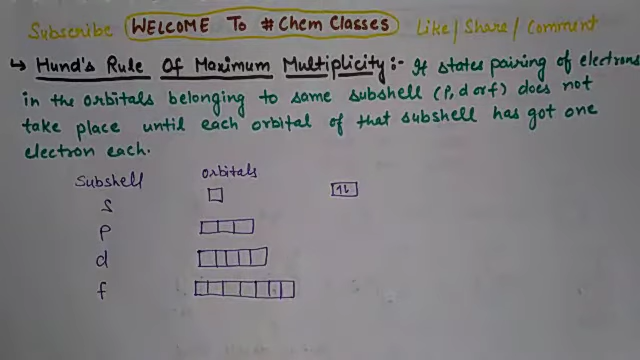 Subscribe WELCOME To # Chem Classes Like/Share/Comment
↳ Hund's Rule Of Maximum Multiplicity:- It states pairing of electrons
in the orbitals belonging to same subshell (P, d or f) does not
take place until each orbital of that subshell has got one
electron each.
Subshell orbitals
S 1l
P
d
f